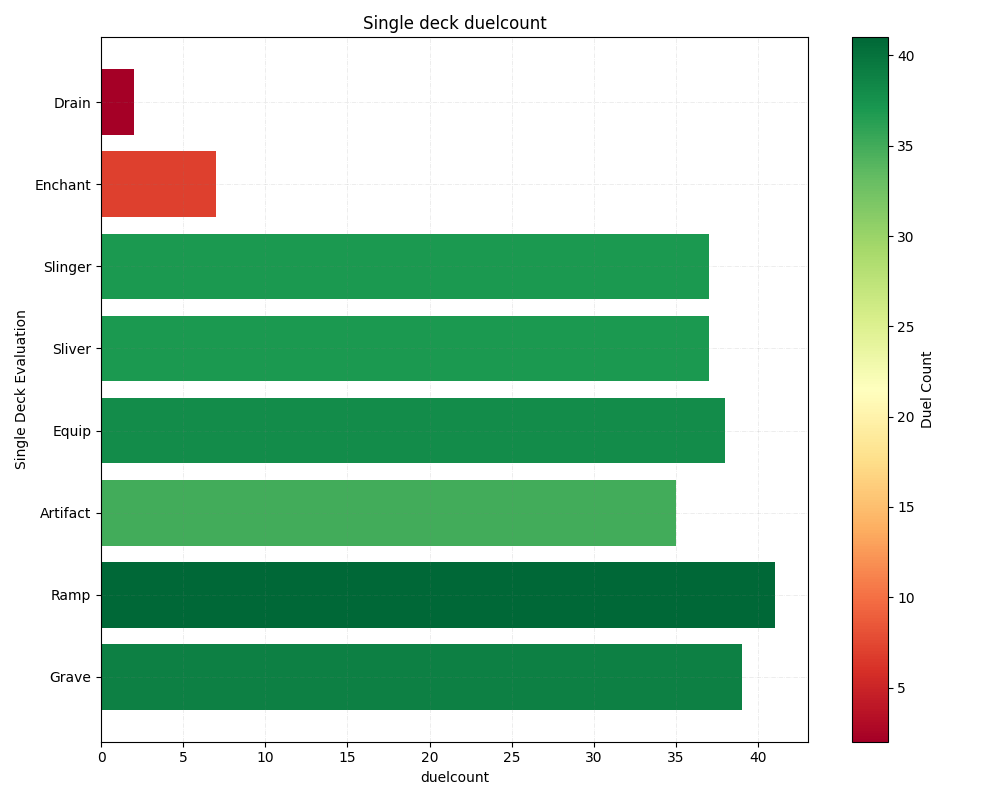 Single deck duelcount
Single Deck Evaluation
Drain
Enchant
Slinger
Sliver
Equip
Artifact
Ramp
Grave
0 5 10 15 20 25 30 35 40
duelcount
40
35
30
25
20
15
10
5
Duel Count